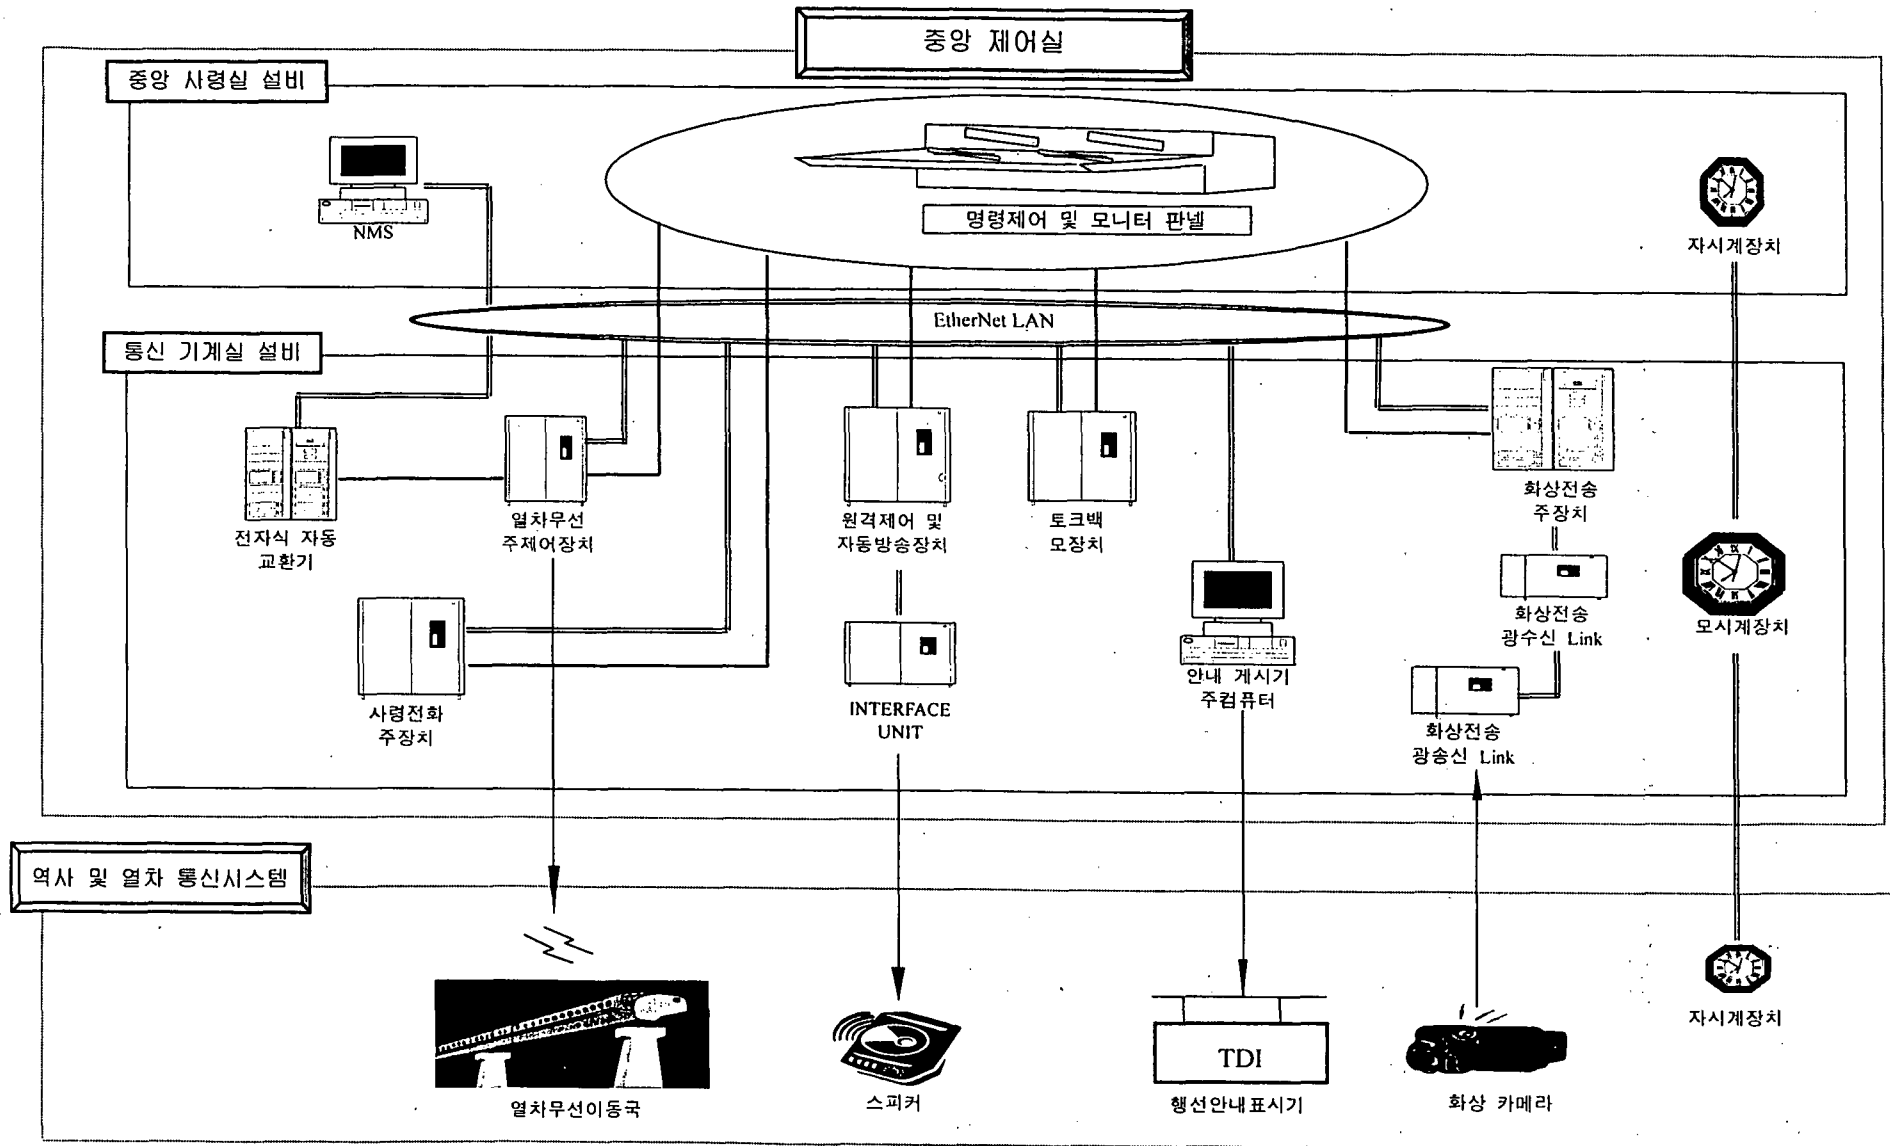 중앙 제어실
중앙 사령실 설비
NMS
명령제어 및 모니터 판넬
자시계장치
EtherNet LAN
통신 기계실 설비
전자식 자동
교환기
열차무선
주제어장치
원격제어 및
자동방송장치
토크백
모장치
화상전송
주장치
화상전송
광수신 Link
모시계장치
사령전화
주장치
INTERFACE
UNIT
안내 게시기
주컴퓨터
화상전송
광송신 Link
역사 및 열차 통신시스템
자시계장치
TDI
열차무선이동국
스피커
행선안내표시기
화상 카메라